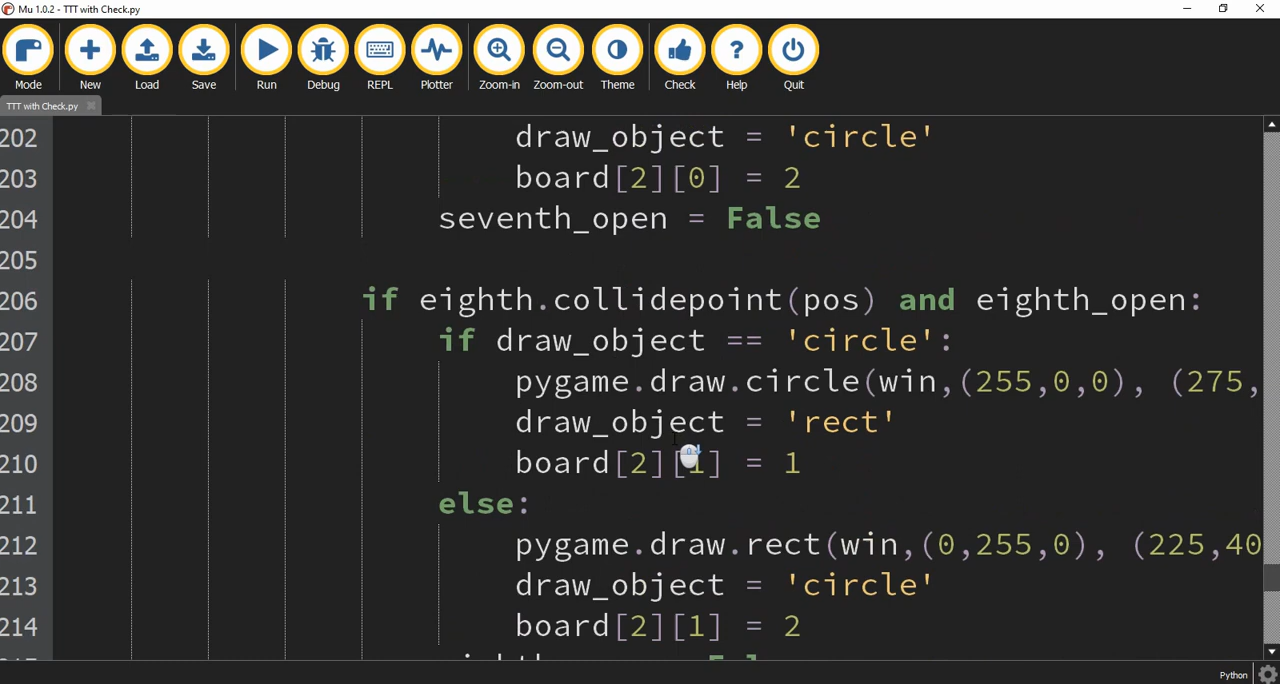 Mu 1.0.2 - TTT with Check.py
Mode New Load Save Run Debug REPL Plotter Zoom-in Zoom-out Theme Check Help Quit
TTT with Check.py
202 draw_object = 'circle'
203 board[2][0] = 2
204 seventh_open = False
205
206 if eighth.collidepoint(pos) and eighth_open:
207 if draw_object == 'circle':
208 pygame.draw.circle(win,(255,0,0), (275,
209 draw_object = 'rect'
210 board[2][1] = 1
211 else:
212 pygame.draw.rect(win,(0,255,0), (225,40
213 draw_object = 'circle'
214 board[2][1] = 2
Python